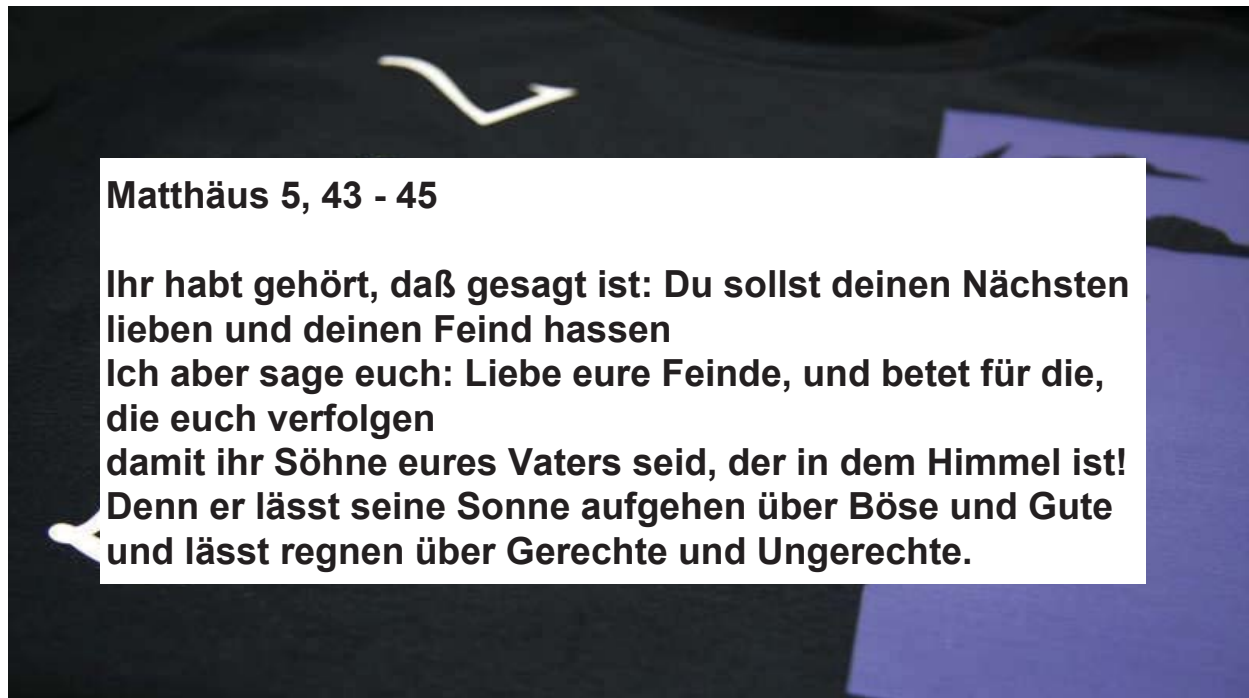 Matthäus 5, 43 - 45
Ihr habt gehört, daß gesagt ist: Du sollst deinen Nächsten
lieben und deinen Feind hassen
Ich aber sage euch: Liebe eure Feinde, und betet für die,
die euch verfolgen
damit ihr Söhne eures Vaters seid, der in dem Himmel ist!
Denn er lässt seine Sonne aufgehen über Böse und Gute
und lässt regnen über Gerechte und Ungerechte.